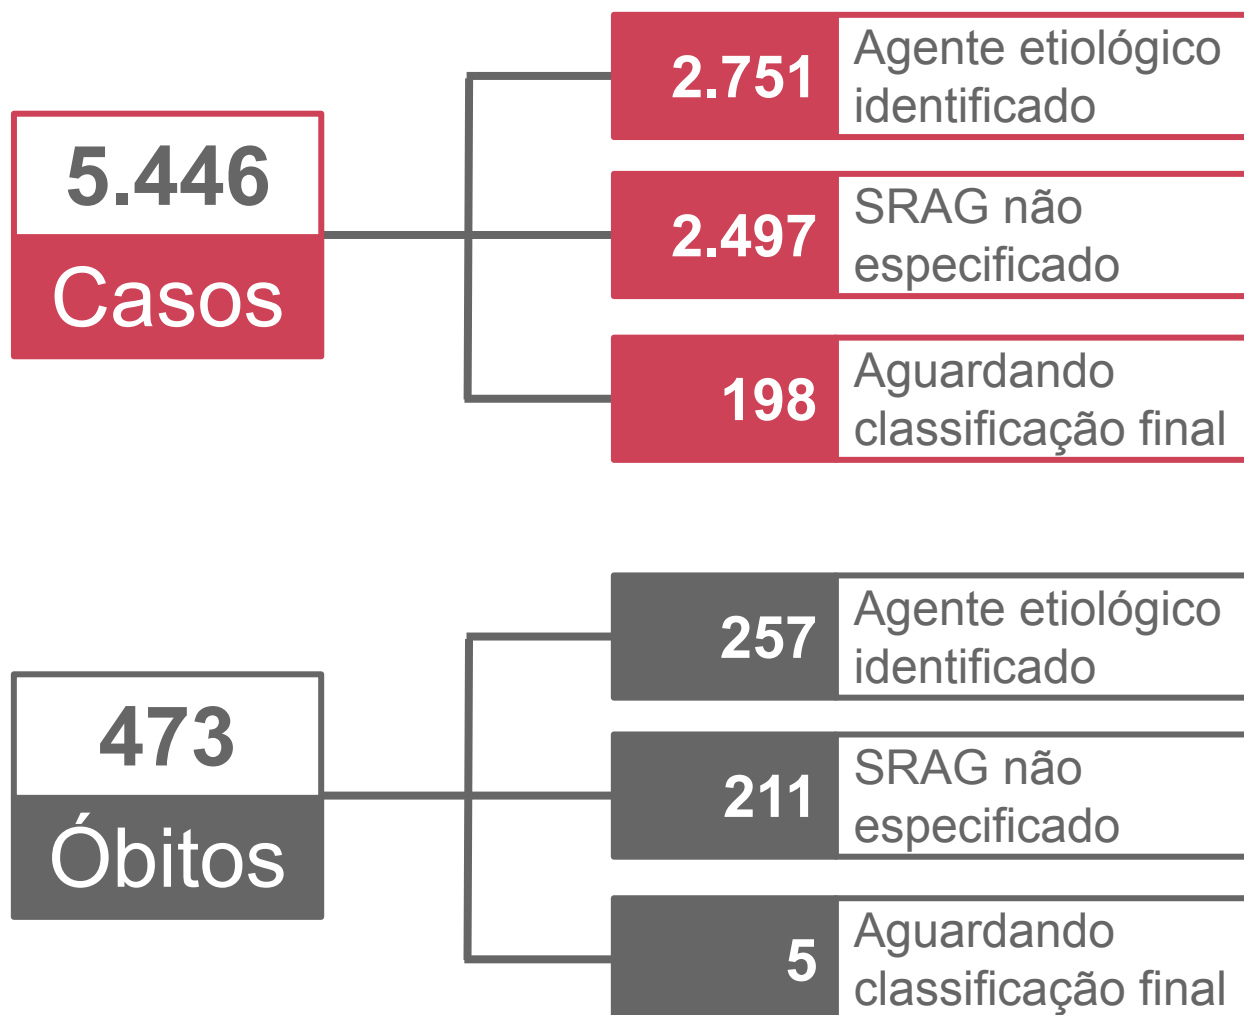 5.446
Casos
2.751
Agente etiológico
identificado
2.497
SRAG não
especificado
198
Aguardando
classificação final
473
Óbitos
257
Agente etiológico
identificado
211
SRAG não
especificado
5
Aguardando
classificação final